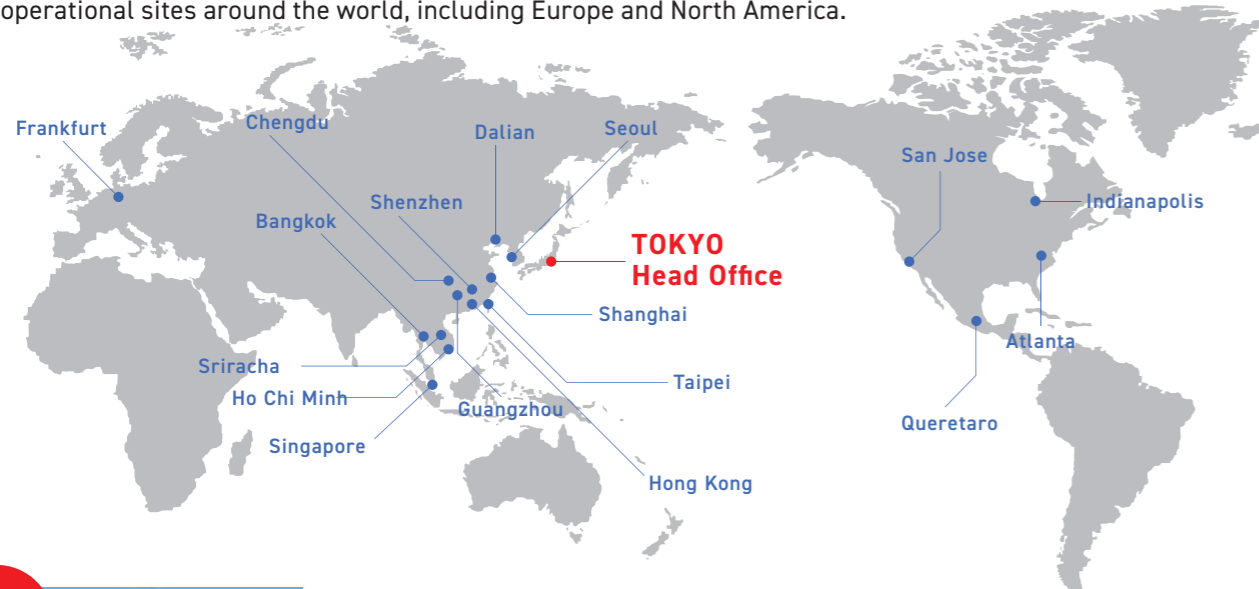 operational sites around the world, including Europe and North America.
Frankfurt
Chengdu
Dalian
Seoul
San Jose
Shenzhen
Indianapolis
Bangkok
TOKYO
Head Office
Shanghai
Atlanta
Sriracha
Taipei
Ho Chi Minh
Guangzhou
Queretaro
Singapore
Hong Kong